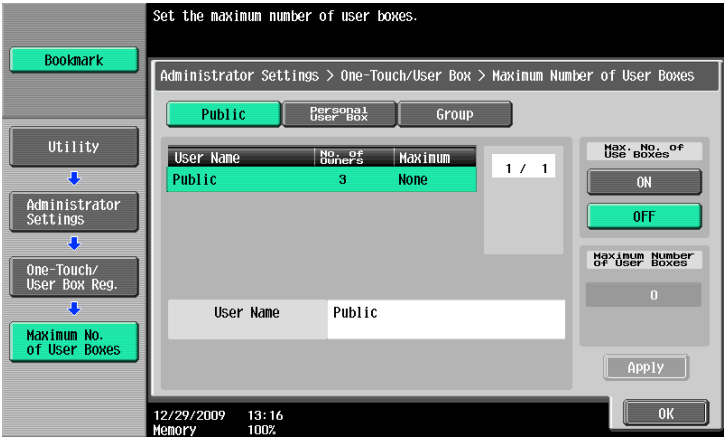 Set the maximum number of user boxes.
Bookmark
Administrator Settings > One-Touch/User Box > Maximum Number of User Boxes
Public
Personal
User Box
Group
Utility
Administrator
Settings
One-Touch/
User Box Reg.
Maximum No.
of User Boxes
User Name
No. of
Owners
Maximum
Public
3
None
1 / 1
User Name
Public
Max. No. of
Use Boxes
ON
OFF
Maximum Number
of User Boxes
0
Apply
OK
12/29/2009 13:16
Memory 100%